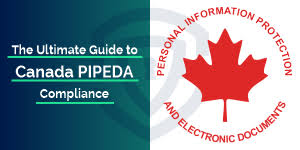 The Ultimate Guide to
Canada PIPEDA
Compliance
PERSONAL INFORMATION PROTECTION
AND ELECTRONIC DOCUMENTS